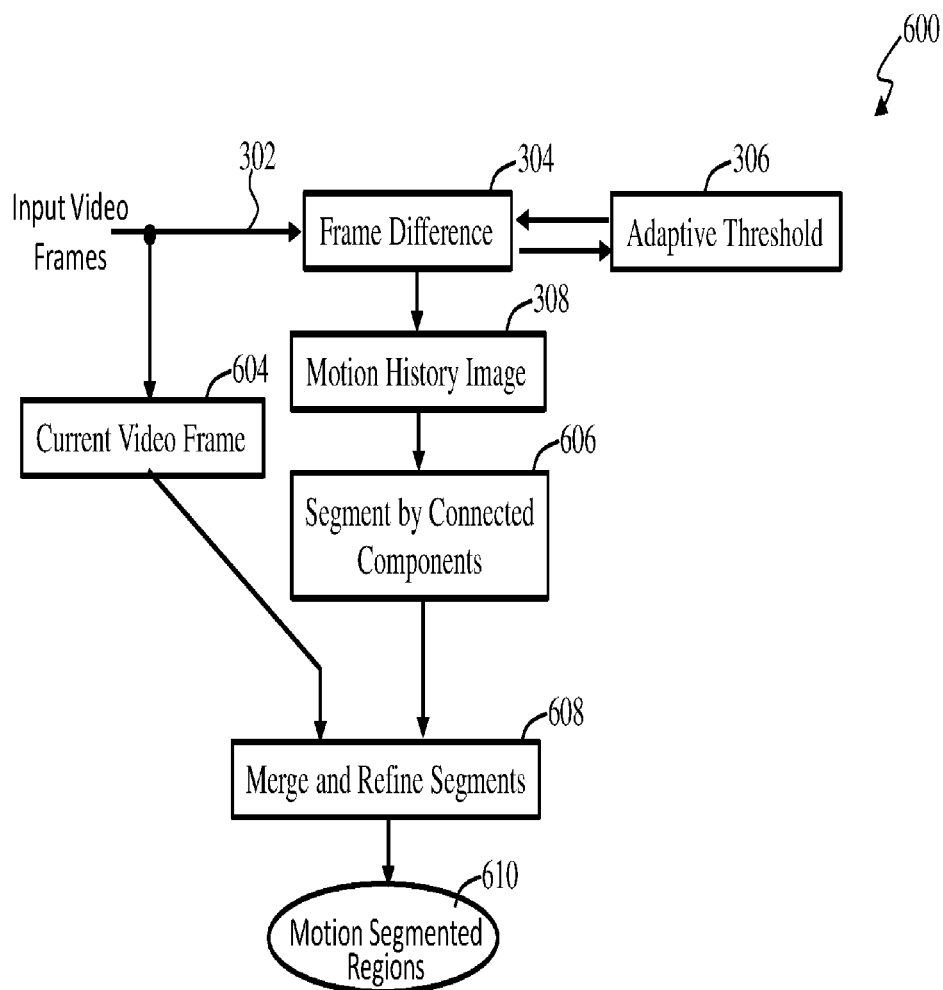 600
302
304
306
Input Video
Frames
Frame Difference
Adaptive Threshold
308
Motion History Image
604
Current Video Frame
606
Segment by Connected
Components
608
Merge and Refine Segments
610
Motion Segmented
Regions